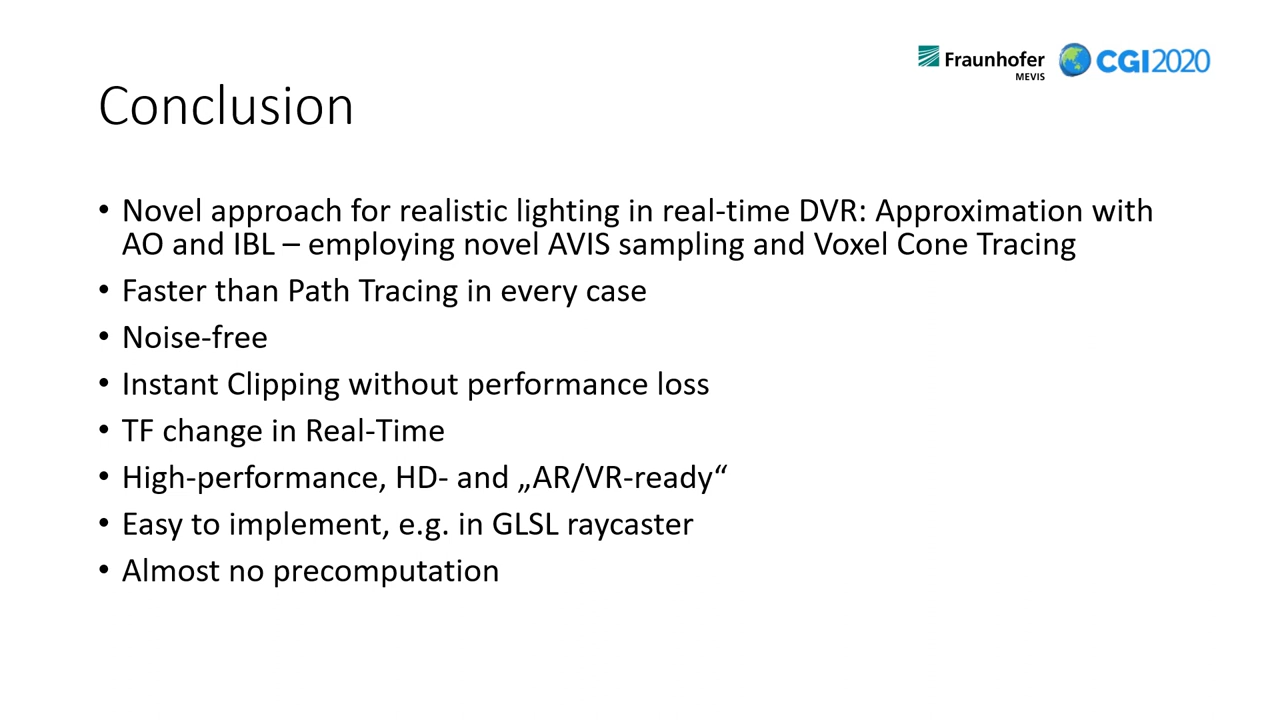 Fraunhofer
MEVIS
CGI2020
Conclusion
• Novel approach for realistic lighting in real-time DVR: Approximation with
AO and IBL – employing novel AVIS sampling and Voxel Cone Tracing
• Faster than Path Tracing in every case
• Noise-free
• Instant Clipping without performance loss
• TF change in Real-Time
• High-performance, HD- and „AR/VR-ready“
• Easy to implement, e.g. in GLSL raycaster
• Almost no precomputation